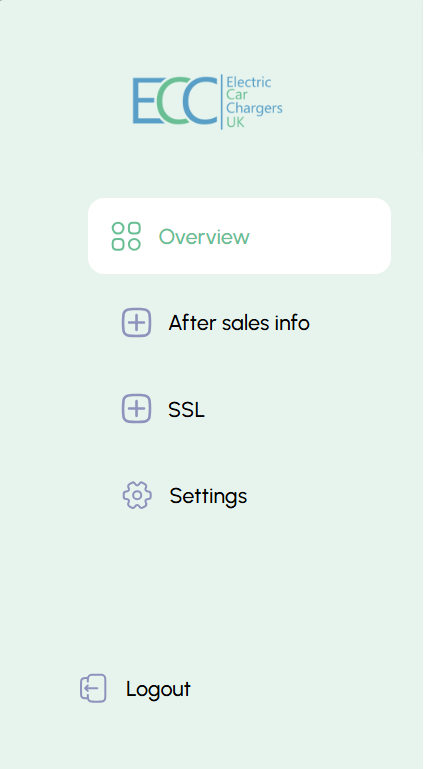 ECC
Electric
Car
Chargers
UK
Overview
After sales info
SSL
Settings
Logout